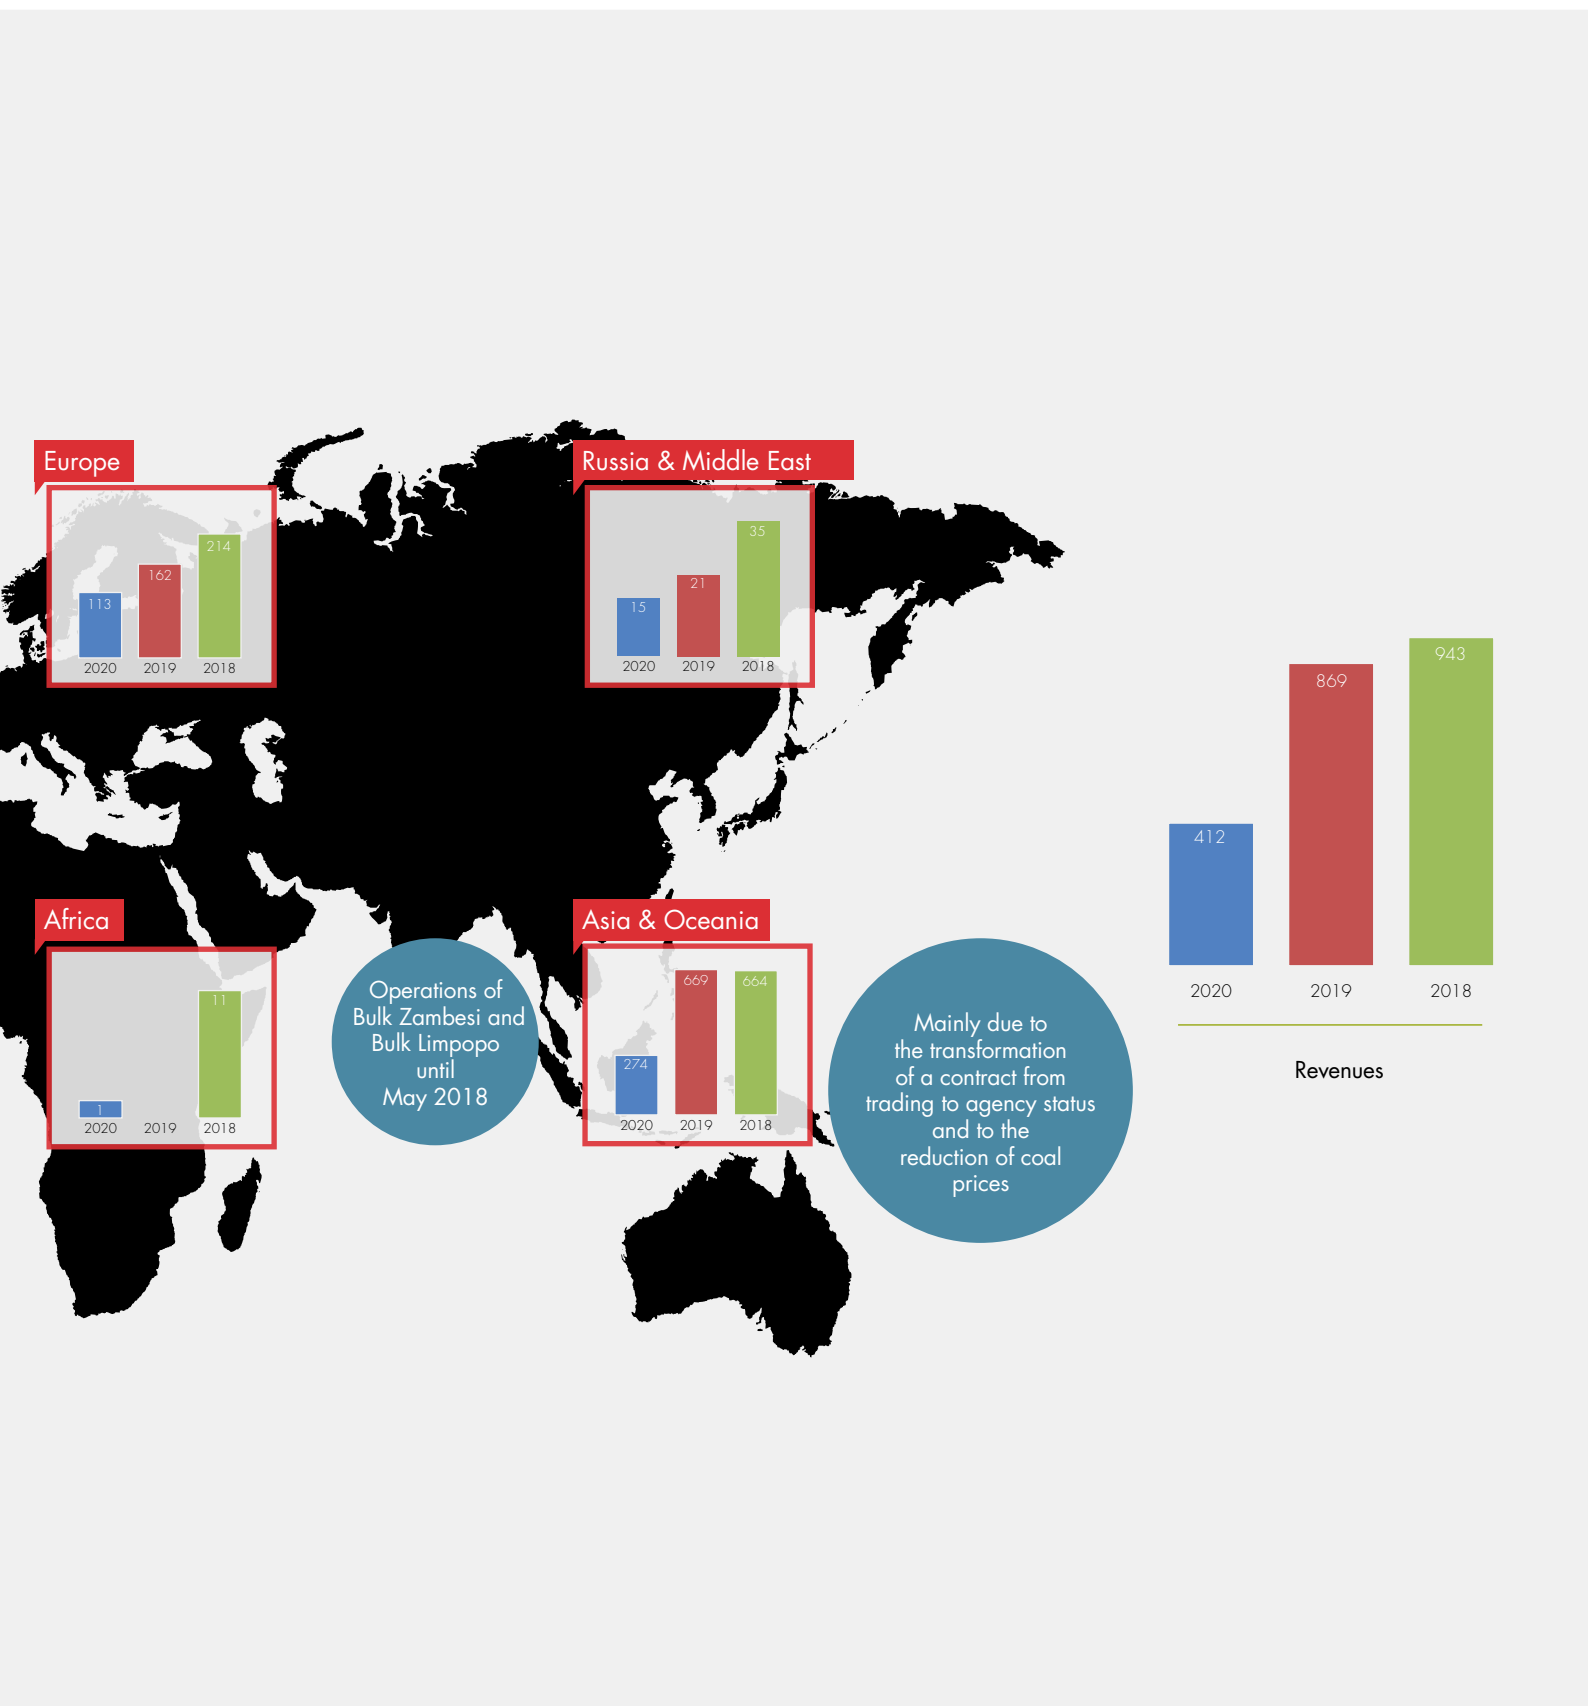 Europe
214
162
113
2020 2019 2018
Russia & Middle East
35
21
15
2020 2019 2018
943
869
412
2020 2019 2018
Revenues
Africa
11
1
2020 2019 2018
Operations of
Bulk Zambesi and
Bulk Limpopo
until
May 2018
Asia & Oceania
669 664
274
2020 2019 2018
Mainly due to
the transformation
of a contract from
trading to agency status
and to the
reduction of coal
prices